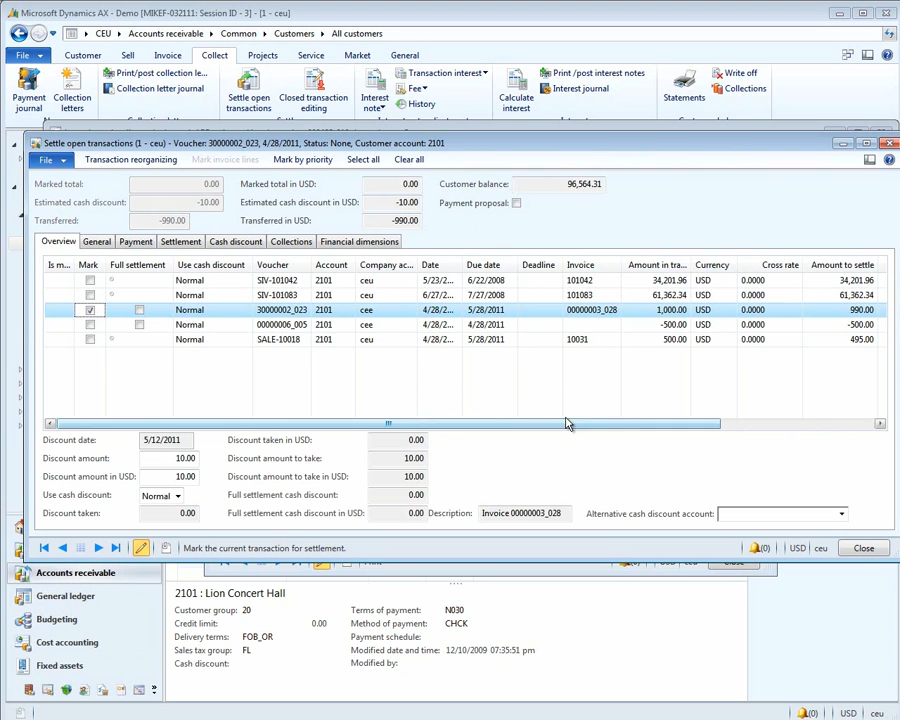 Microsoft Dynamics AX - Demo [MIKEF-032111: Session ID - 3] - [1 - ceu]
CEU Accounts receivable Common Customers All customers
File Customer Sell Invoice Collect Projects Service Market General
Payment journal
Collection letters
Print/post collection le...
Collection letter journal
Settle open transactions
Closed transaction editing
Interest note
Transaction interest
Fee
History
Calculate interest
Print/post interest notes
Interest journal
Statements
Write off
Collections
Settle open transactions (1 - ceu) - Voucher: 30000002_023, 4/28/2011, Status: None, Customer account: 2101
File Transaction reorganizing Mark invoice lines Mark by priority Select all Clear all
Marked total: 0.00 Marked total in USD: 0.00 Customer balance: 96,564.31
Estimated cash discount: -10.00 Estimated cash discount in USD: -10.00 Payment proposal:
Transferred: -990.00 Transferred in USD: -990.00
Overview General Payment Settlement Cash discount Collections Financial dimensions
Is m... Mark Full settlement Use cash discount Voucher Account Company ac... Date Due date Deadline Invoice Amount in tra... Currency Cross rate Amount to settle
Normal SIV-101042 2101 ceu 5/23/2... 6/22/2008 101042 34,201.96 USD 0.0000 34,201.96
Normal SIV-101083 2101 ceu 6/27/2... 7/27/2008 101083 61,362.34 USD 0.0000 61,362.34
Normal 30000002_023 2101 cee 4/28/2... 5/28/2011 00000003_028 1,000.00 USD 0.0000 990.00
Normal 00000006_005 2101 cee 4/28/2... 4/28/2011 -500.00 USD 0.0000 -500.00
Normal SALE-10018 2101 ceu 4/28/2... 5/28/2011 10031 500.00 USD 0.0000 495.00
Discount date: 5/12/2011 Discount taken in USD: 0.00
Discount amount: 10.00 Discount amount to take: 10.00
Discount amount in USD: 10.00 Discount amount to take in USD: 10.00
Use cash discount: Normal Full settlement cash discount: 0.00
Discount taken: 0.00 Full settlement cash discount in USD: 0.00 Description: Invoice 00000003_028 Alternative cash discount account:
Mark the current transaction for settlement. (0) USD ceu Close
Accounts receivable
General ledger
Budgeting
Cost accounting
Fixed assets
2101 : Lion Concert Hall
Customer group: 20 Terms of payment: N030
Credit limit: 0.00 Method of payment: CHCK
Delivery terms: FOB_OR Payment schedule:
Sales tax group: FL Modified date and time: 12/10/2009 07:35:51 pm
Cash discount: Modified by:
(0) USD ceu